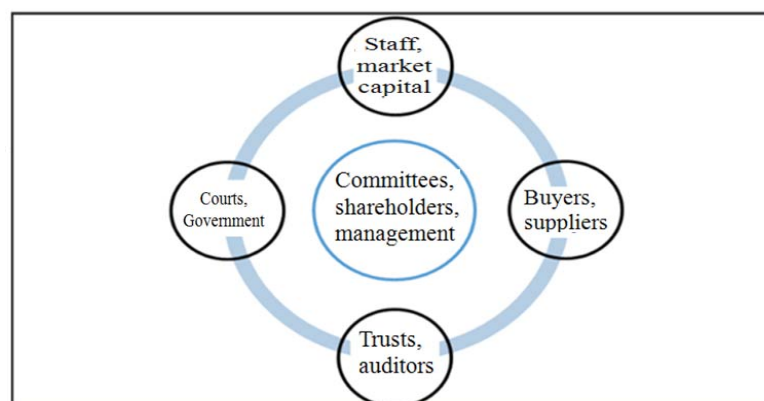 Staff,
market
capital
Courts,
Government
Committees,
shareholders,
management
Buyers,
suppliers
Trusts,
auditors